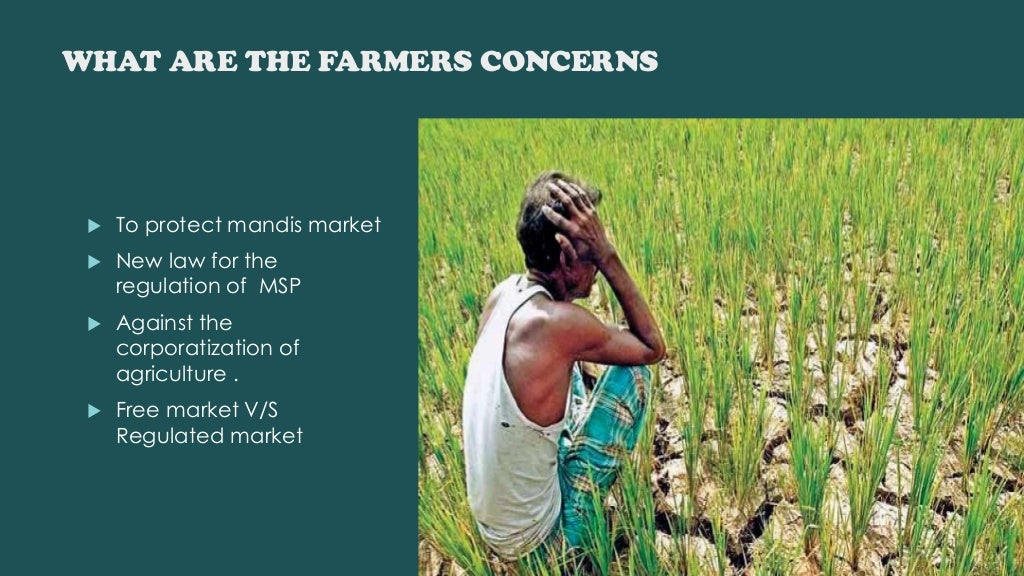 WHAT ARE THE FARMERS CONCERNS
To protect mandis market
New law for the
regulation of  MSP
Against the
corporatization of
agriculture .
Free market V/S
Regulated market